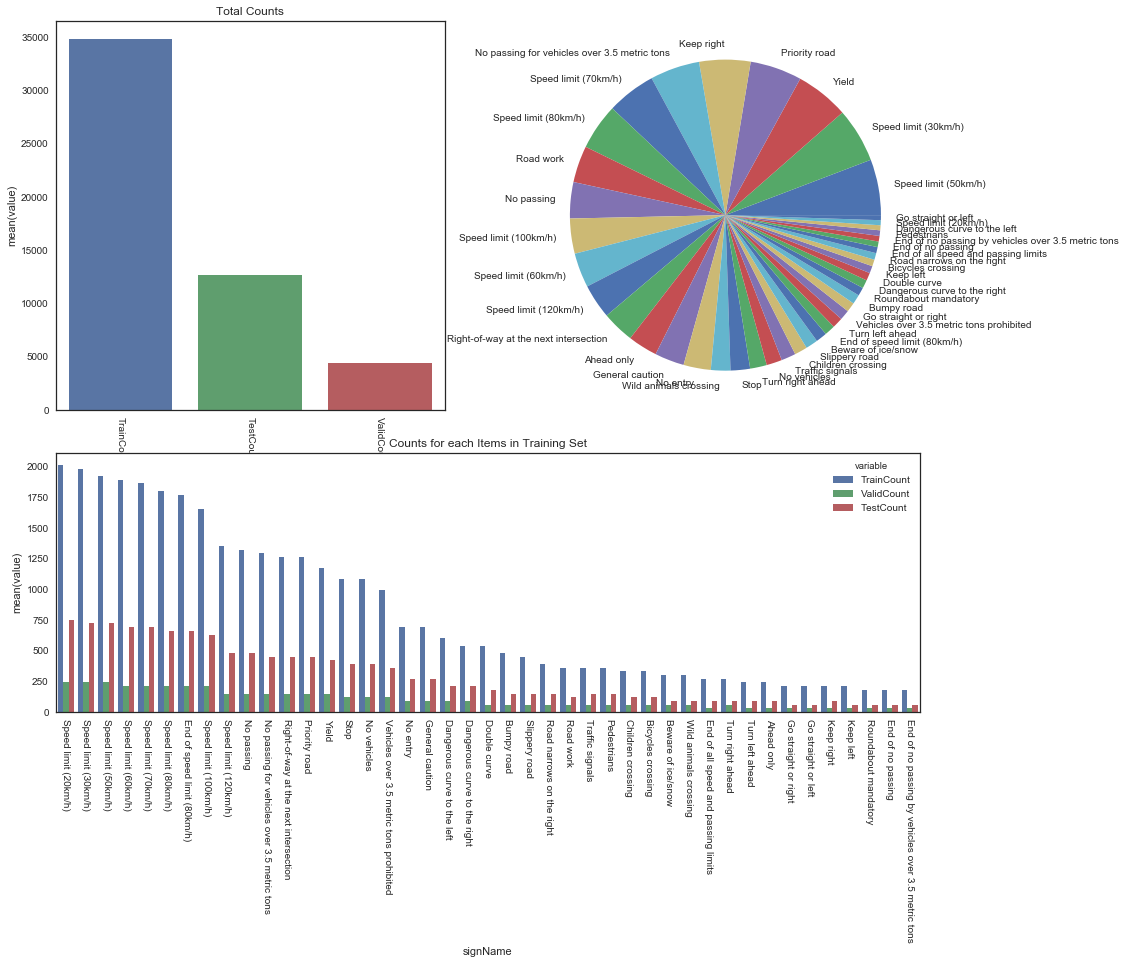 Total Counts
mean(value)
35000
30000
25000
20000
15000
10000
5000
0
TrainCo
TestCou
ValidCo
Keep right
No passing for vehicles over 3.5 metric tons
Speed limit (70km/h)
Speed limit (80km/h)
Road work
No passing
Speed limit (100km/h)
Speed limit (60km/h)
Speed limit (120km/h)
Right-of-way at the next intersection
Ahead only
General caution
No entry
Wild animals crossing
Stop
Turn right ahead
No vehicles
Traffic signals
Children crossing
Slippery road
Beware of ice/snow
End of speed limit (80km/h)
Turn left ahead
Vehicles over 3.5 metric tons prohibited
Go straight or right
Bumpy road
Roundabout mandatory
Dangerous curve to the right
Double curve
Keep left
Bicycles crossing
Road narrows on the right
End of all speed and passing limits
End of no passing
End of no passing by vehicles over 3.5 metric tons
Pedestrians
Dangerous curve to the left
Speed limit (20km/h)
Go straight or left
Speed limit (50km/h)
Speed limit (30km/h)
Yield
Priority road
Counts for each Items in Training Set
mean(value)
2000
1750
1500
1250
1000
750
500
250
0
variable
TrainCount
ValidCount
TestCount
Speed limit (20km/h)
Speed limit (30km/h)
Speed limit (50km/h)
Speed limit (60km/h)
Speed limit (70km/h)
Speed limit (80km/h)
End of speed limit (80km/h)
Speed limit (100km/h)
Speed limit (120km/h)
No passing
No passing for vehicles over 3.5 metric tons
Right-of-way at the next intersection
Priority road
Yield
Stop
No vehicles
Vehicles over 3.5 metric tons prohibited
No entry
General caution
Dangerous curve to the left
Dangerous curve to the right
Double curve
Bumpy road
Slippery road
Road narrows on the right
Road work
Traffic signals
Pedestrians
Children crossing
Bicycles crossing
Beware of ice/snow
Wild animals crossing
End of all speed and passing limits
Turn right ahead
Turn left ahead
Ahead only
Go straight or right
Go straight or left
Keep right
Keep left
Roundabout mandatory
End of no passing
End of no passing by vehicles over 3.5 metric tons
signName